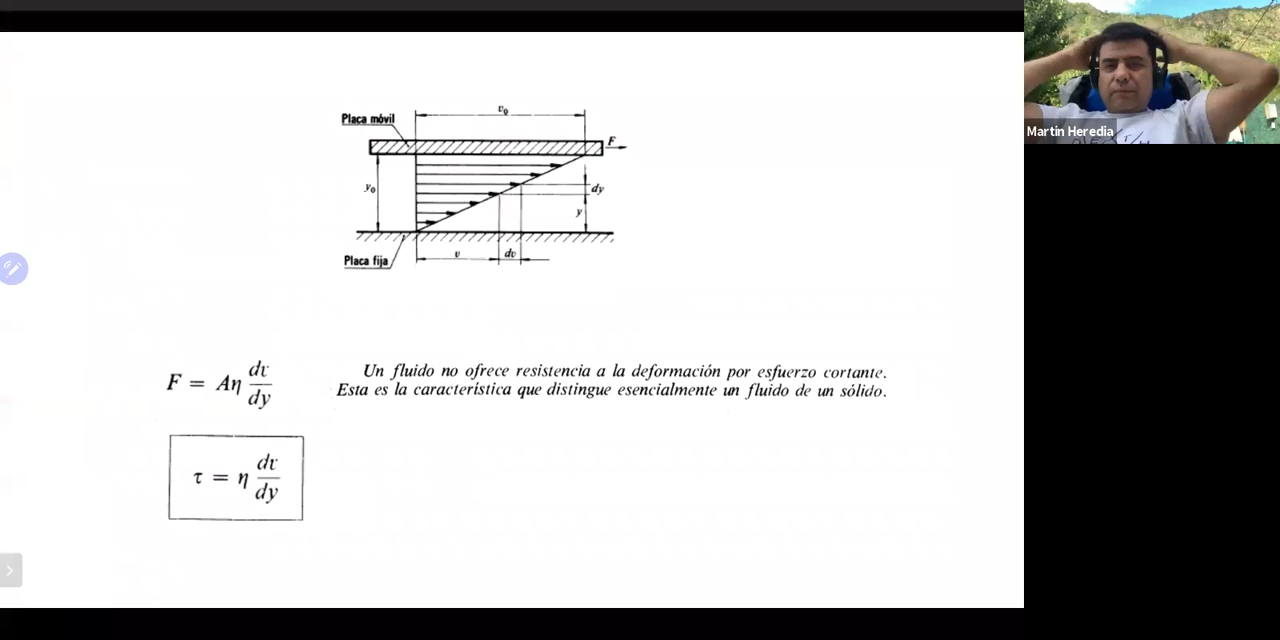 v₀
Placa móvil
F
y₀
dy
y
Placa fija
v
dv
F = Aη dv/dy
Un fluido no ofrece resistencia a la deformación por esfuerzo cortante.
Esta es la característica que distingue esencialmente un fluido de un sólido.
τ = η dv/dy
Martin Heredia